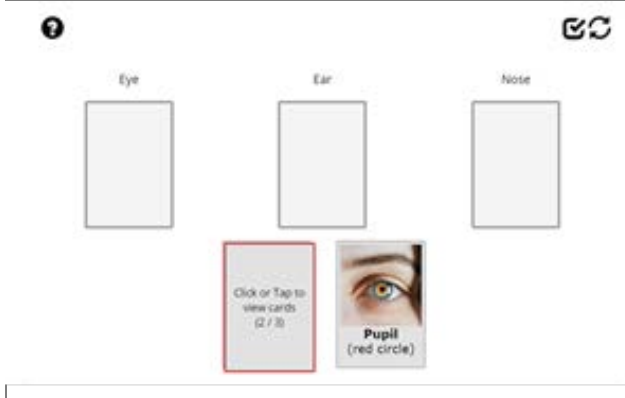 ?
Eye
Ear
Nose
Click or Tap to
view cards
(2 / 3)
Pupil
(red circle)